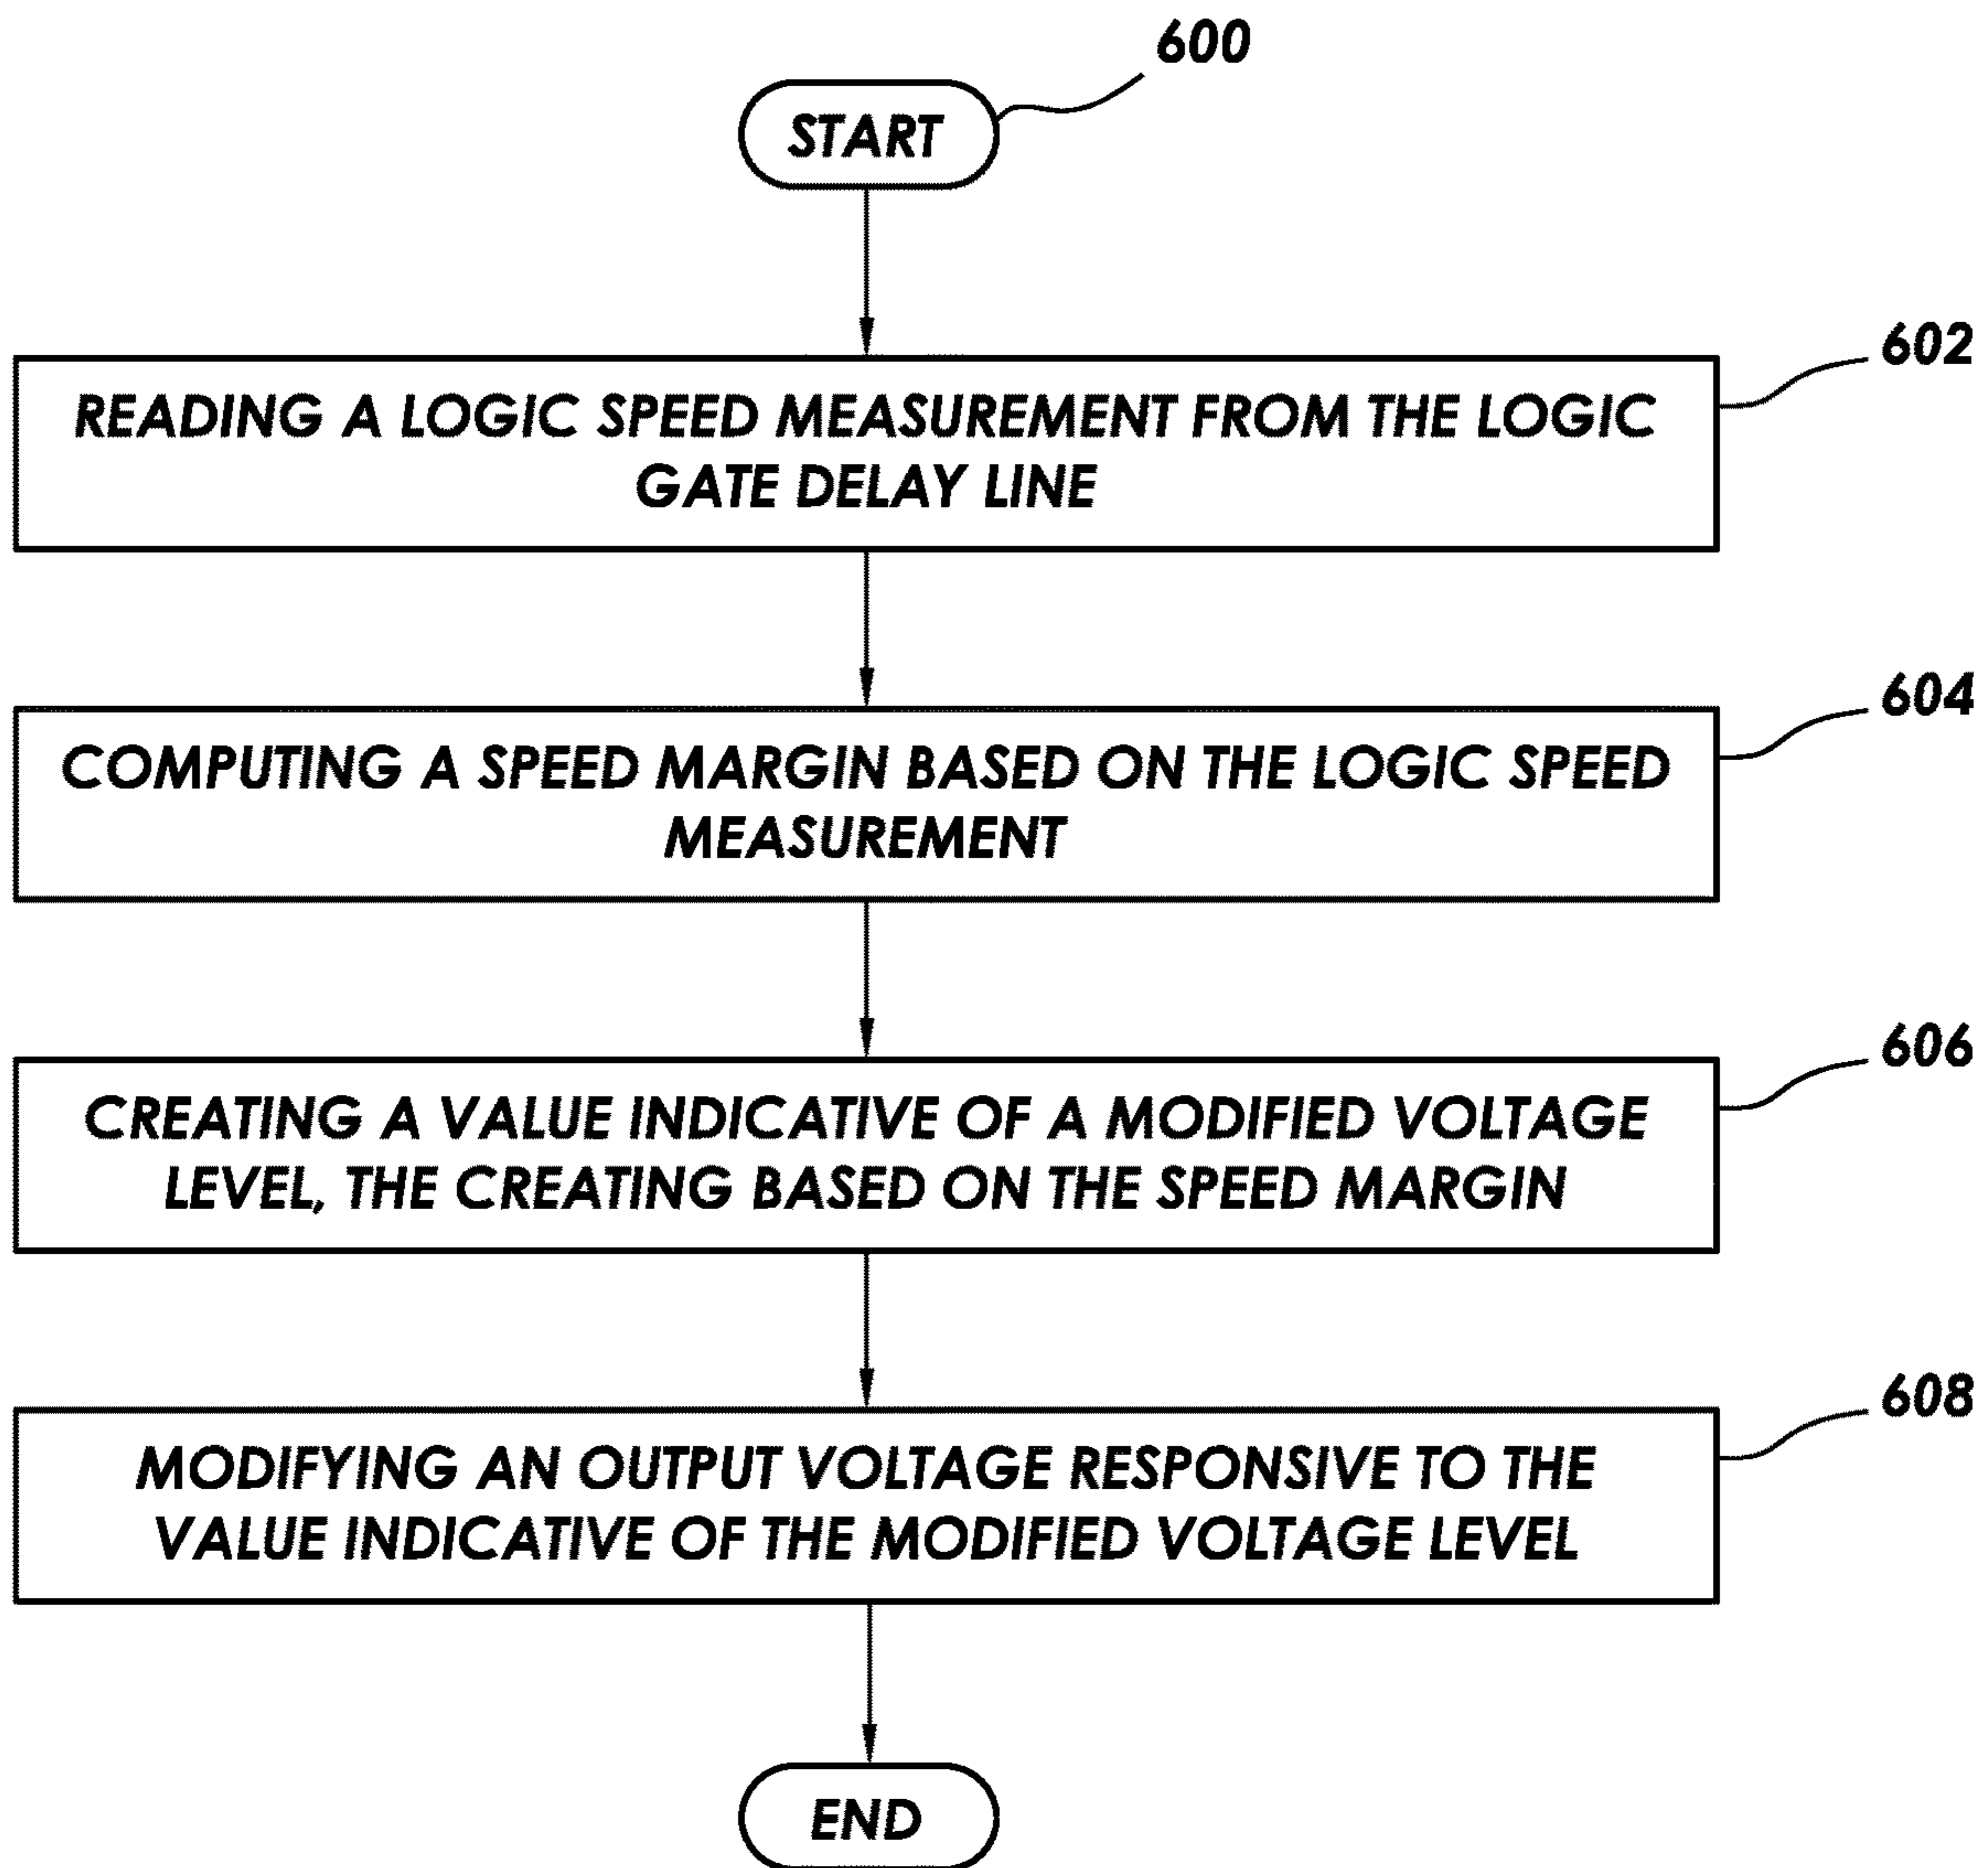 600
START
602
READING A LOGIC SPEED MEASUREMENT FROM THE LOGIC
GATE DELAY LINE
604
COMPUTING A SPEED MARGIN BASED ON THE LOGIC SPEED
MEASUREMENT
606
CREATING A VALUE INDICATIVE OF A MODIFIED VOLTAGE
LEVEL, THE CREATING BASED ON THE SPEED MARGIN
608
MODIFYING AN OUTPUT VOLTAGE RESPONSIVE TO THE
VALUE INDICATIVE OF THE MODIFIED VOLTAGE LEVEL
END